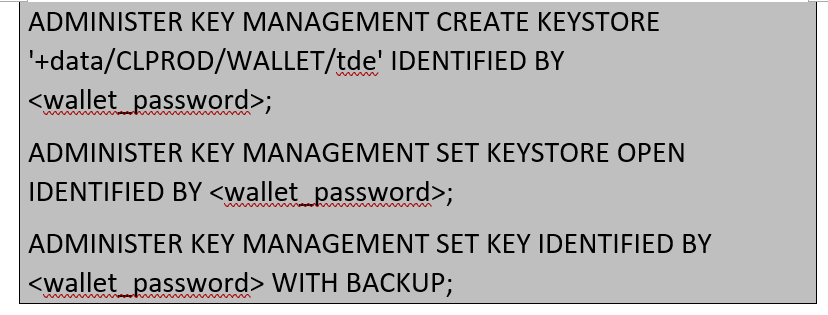 ADMINISTER KEY MANAGEMENT CREATE KEYSTORE
'+data/CLPROD/WALLET/tde' IDENTIFIED BY
<wallet_password>;
ADMINISTER KEY MANAGEMENT SET KEYSTORE OPEN
IDENTIFIED BY <wallet_password>;
ADMINISTER KEY MANAGEMENT SET KEY IDENTIFIED BY
<wallet_password> WITH BACKUP;